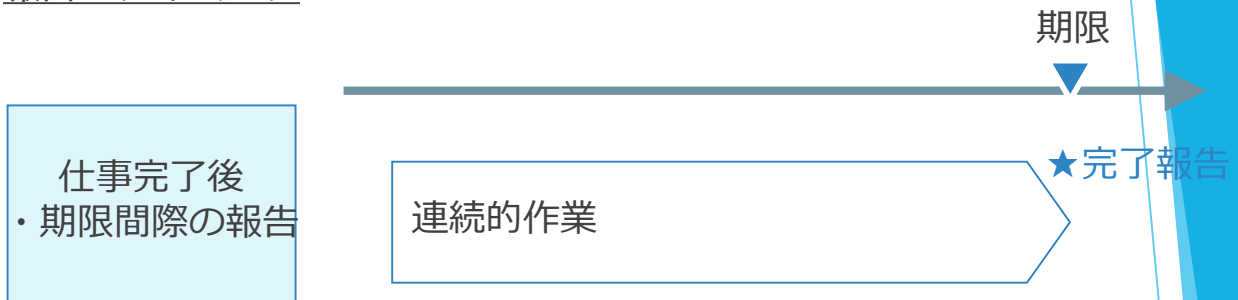 期限
★完了報告
仕事完了後
・期限間際の報告
連続的作業